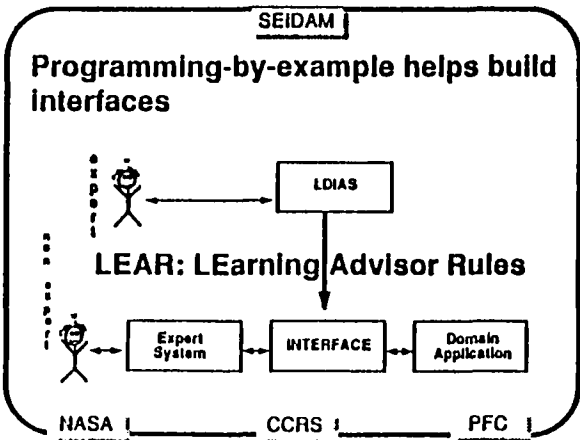 SEIDAM
Programming-by-example helps build
interfaces
expert
LDIAS
LEAR: LEarning Advisor Rules
non expert
Expert
System
INTERFACE
Domain
Application
NASA
CCRS
PFC